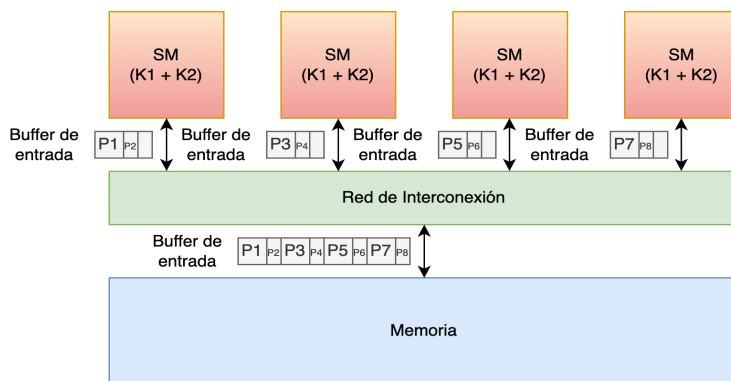 SM
(K1 + K2)
SM
(K1 + K2)
SM
(K1 + K2)
SM
(K1 + K2)
Buffer de
entrada
P1 P2
Buffer de
entrada
P3 P4
Buffer de
entrada
P5 P6
Buffer de
entrada
P7 P8
Red de Interconexión
Buffer de
entrada
P1 P2 P3 P4 P5 P6 P7 P8
Memoria